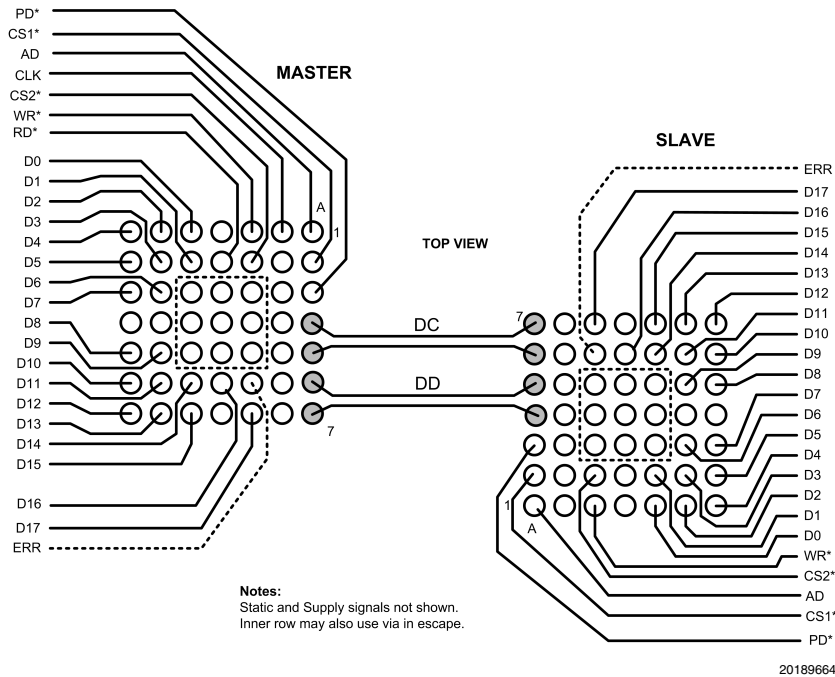 PD*
CS1*
AD
CLK
CS2*
WR*
RD*
D0
D1
D2
D3
D4
D5
D6
D7
D8
D9
D10
D11
D12
D13
D14
D15
D16
D17
ERR
MASTER
A
1
7
TOP VIEW
DC
DD
SLAVE
7
1
A
ERR
D17
D16
D15
D14
D13
D12
D11
D10
D9
D8
D7
D6
D5
D4
D3
D2
D1
D0
WR*
CS2*
AD
CS1*
PD*
Notes:
Static and Supply signals not shown.
Inner row may also use via in escape.
20189664